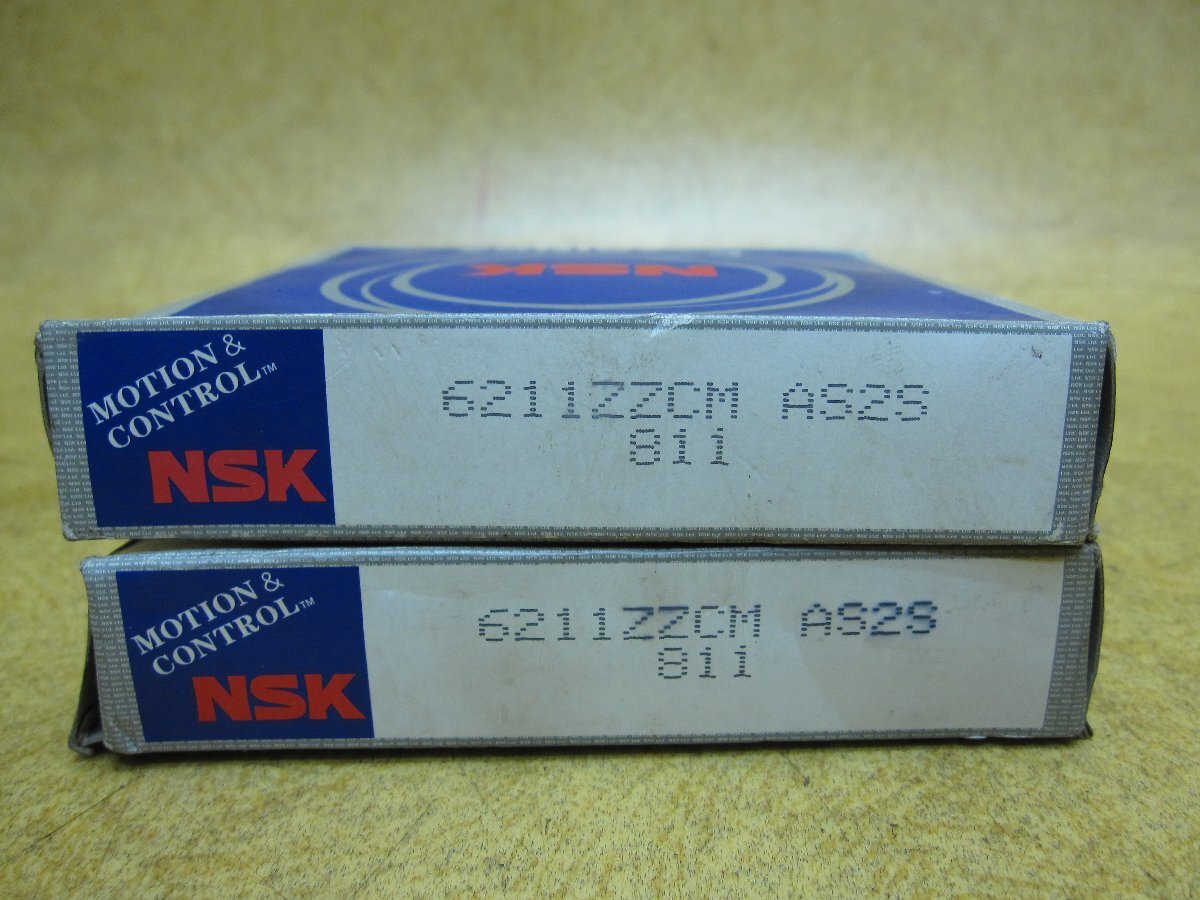 NSK
MOTION &
CONTROL™
NSK
6211ZZCM AS2S
811
MOTION &
CONTROL™
NSK
6211ZZCM AS2S
811